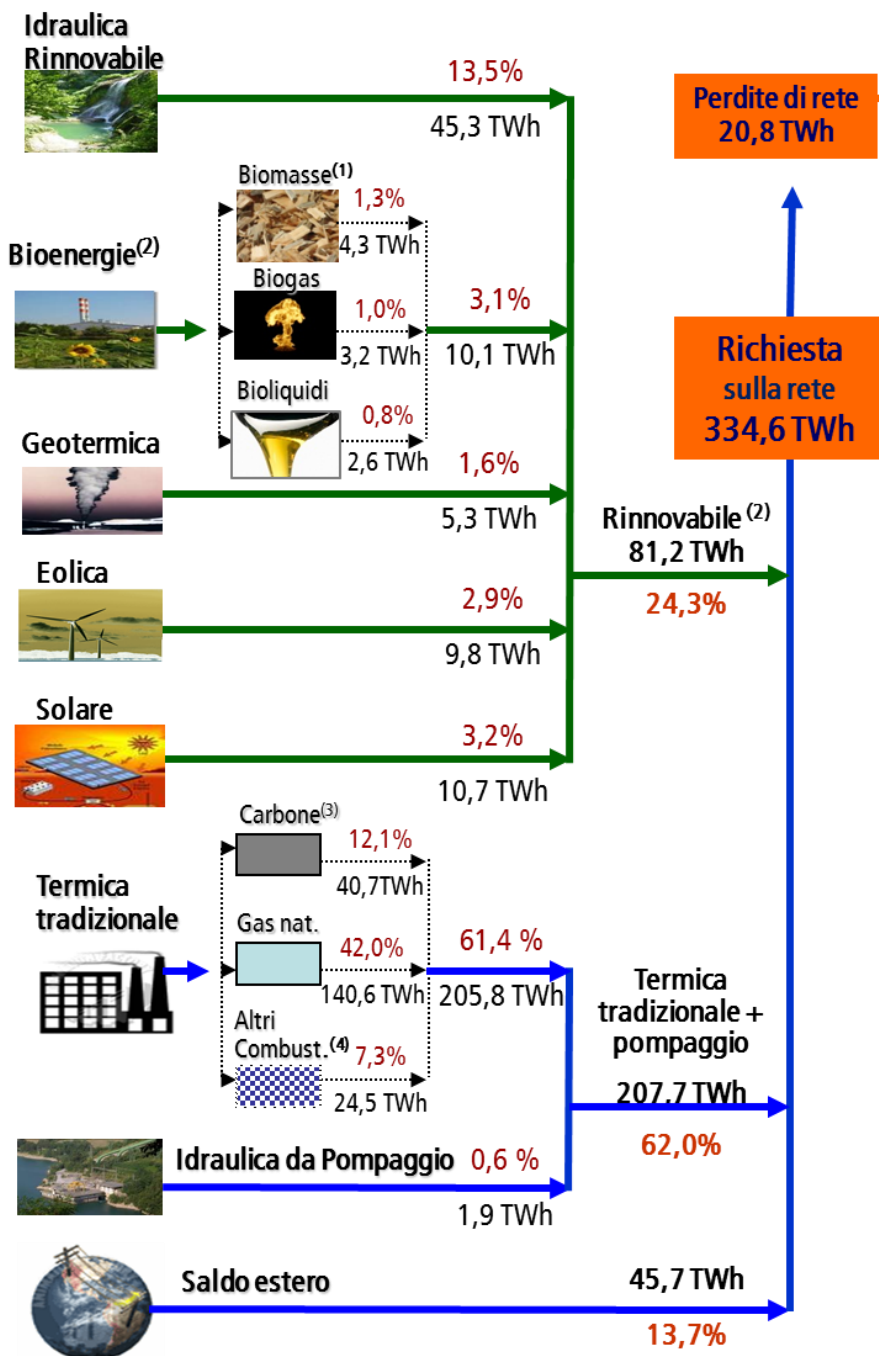 Idraulica
Rinnovabile
13,5%
45,3 TWh
Perdite di rete
20,8 TWh
Biomasse(1)
1,3%
4,3 TWh
Bioenergie(2)
Biogas
1,0%
3,2 TWh
3,1%
10,1 TWh
Bioliquidi
0,8%
2,6 TWh
Richiesta
sulla rete
334,6 TWh
Geotermica
1,6%
5,3 TWh
Rinnovabile (2)
81,2 TWh
24,3%
Eolica
2,9%
9,8 TWh
Solare
3,2%
10,7 TWh
Carbone(3)
12,1%
40,7TWh
Termica
tradizionale
Gas nat.
42,0%
140,6 TWh
61,4 %
205,8 TWh
Altri
Combust.(4)
7,3%
24,5 TWh
Termica
tradizionale +
pompaggio
207,7 TWh
62,0%
Idraulica da Pompaggio
0,6 %
1,9 TWh
Saldo estero
45,7 TWh
13,7%